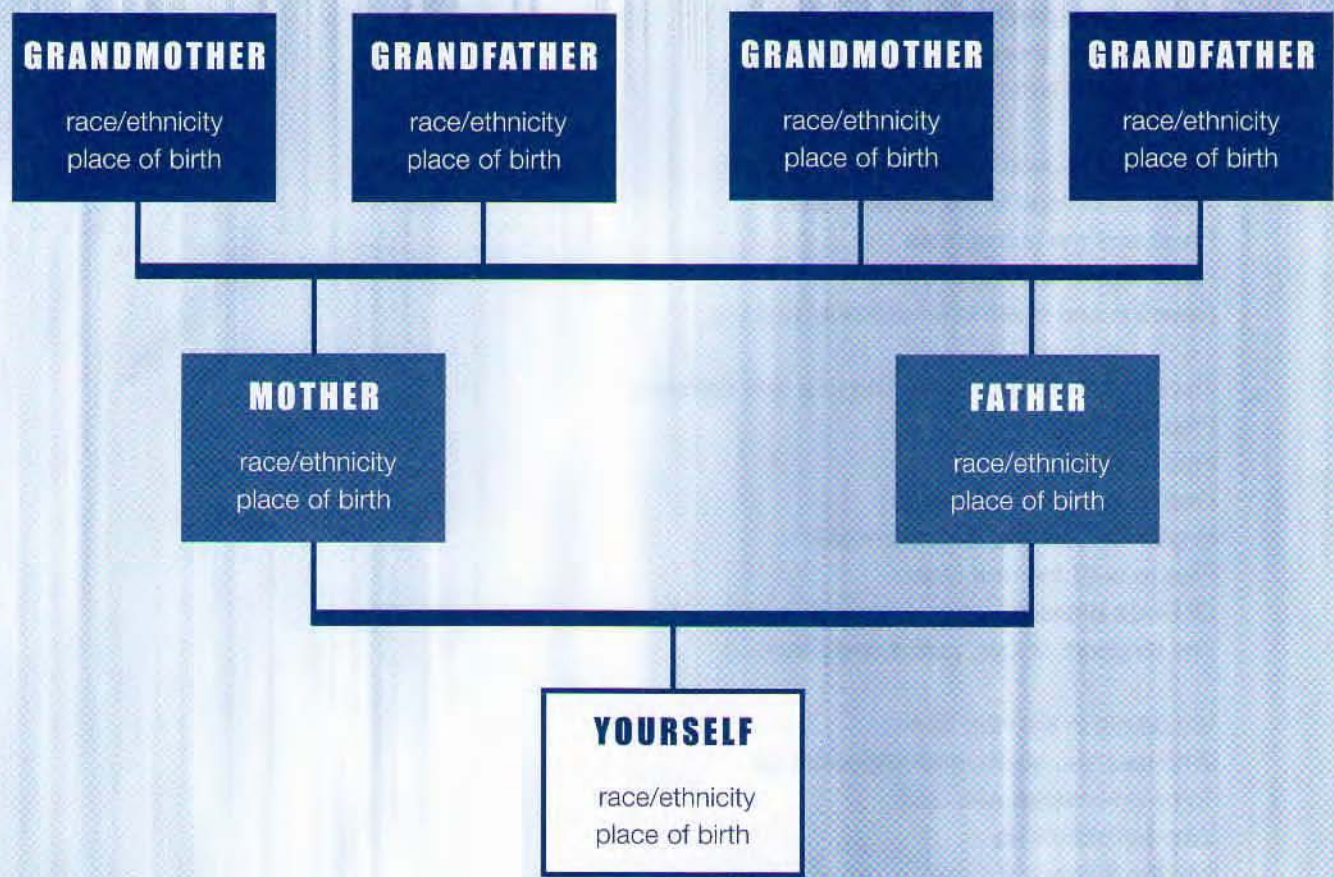 GRANDMOTHER
race/ethnicity
place of birth
GRANDFATHER
race/ethnicity
place of birth
GRANDMOTHER
race/ethnicity
place of birth
GRANDFATHER
race/ethnicity
place of birth
MOTHER
race/ethnicity
place of birth
FATHER
race/ethnicity
place of birth
YOURSELF
race/ethnicity
place of birth